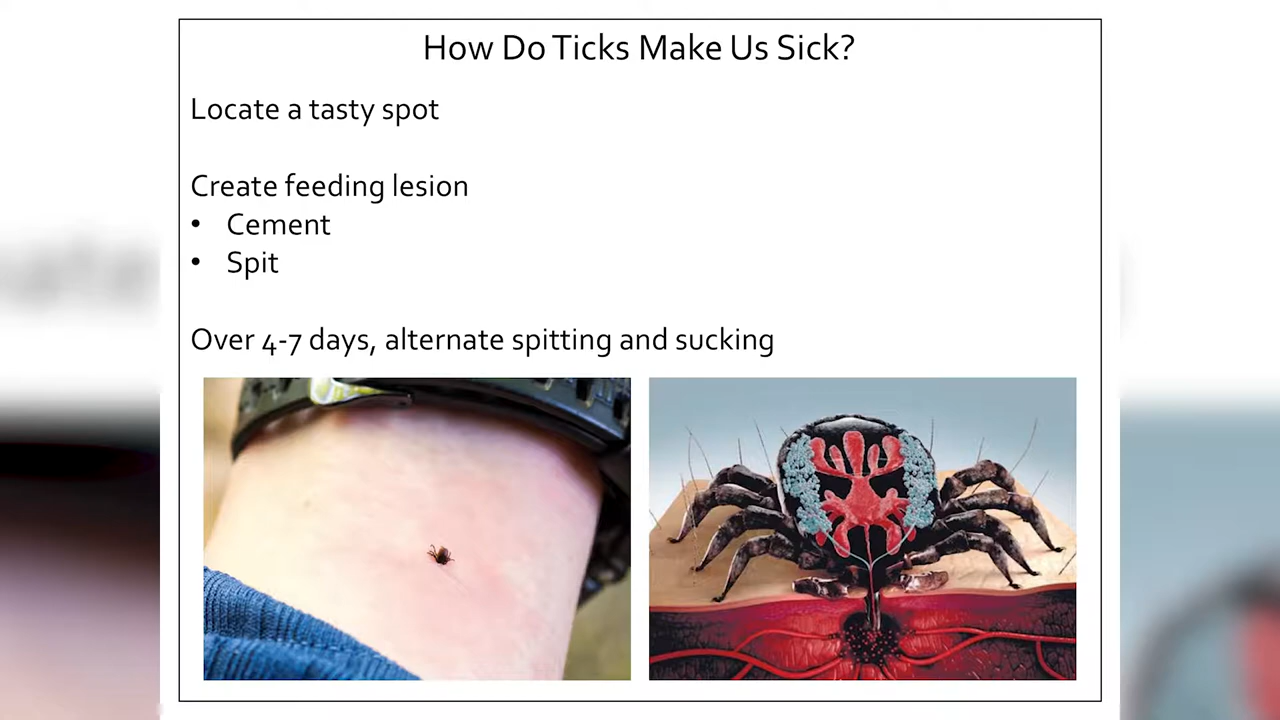 How Do Ticks Make Us Sick?
Locate a tasty spot
Create feeding lesion
• Cement
• Spit
Over 4-7 days, alternate spitting and sucking